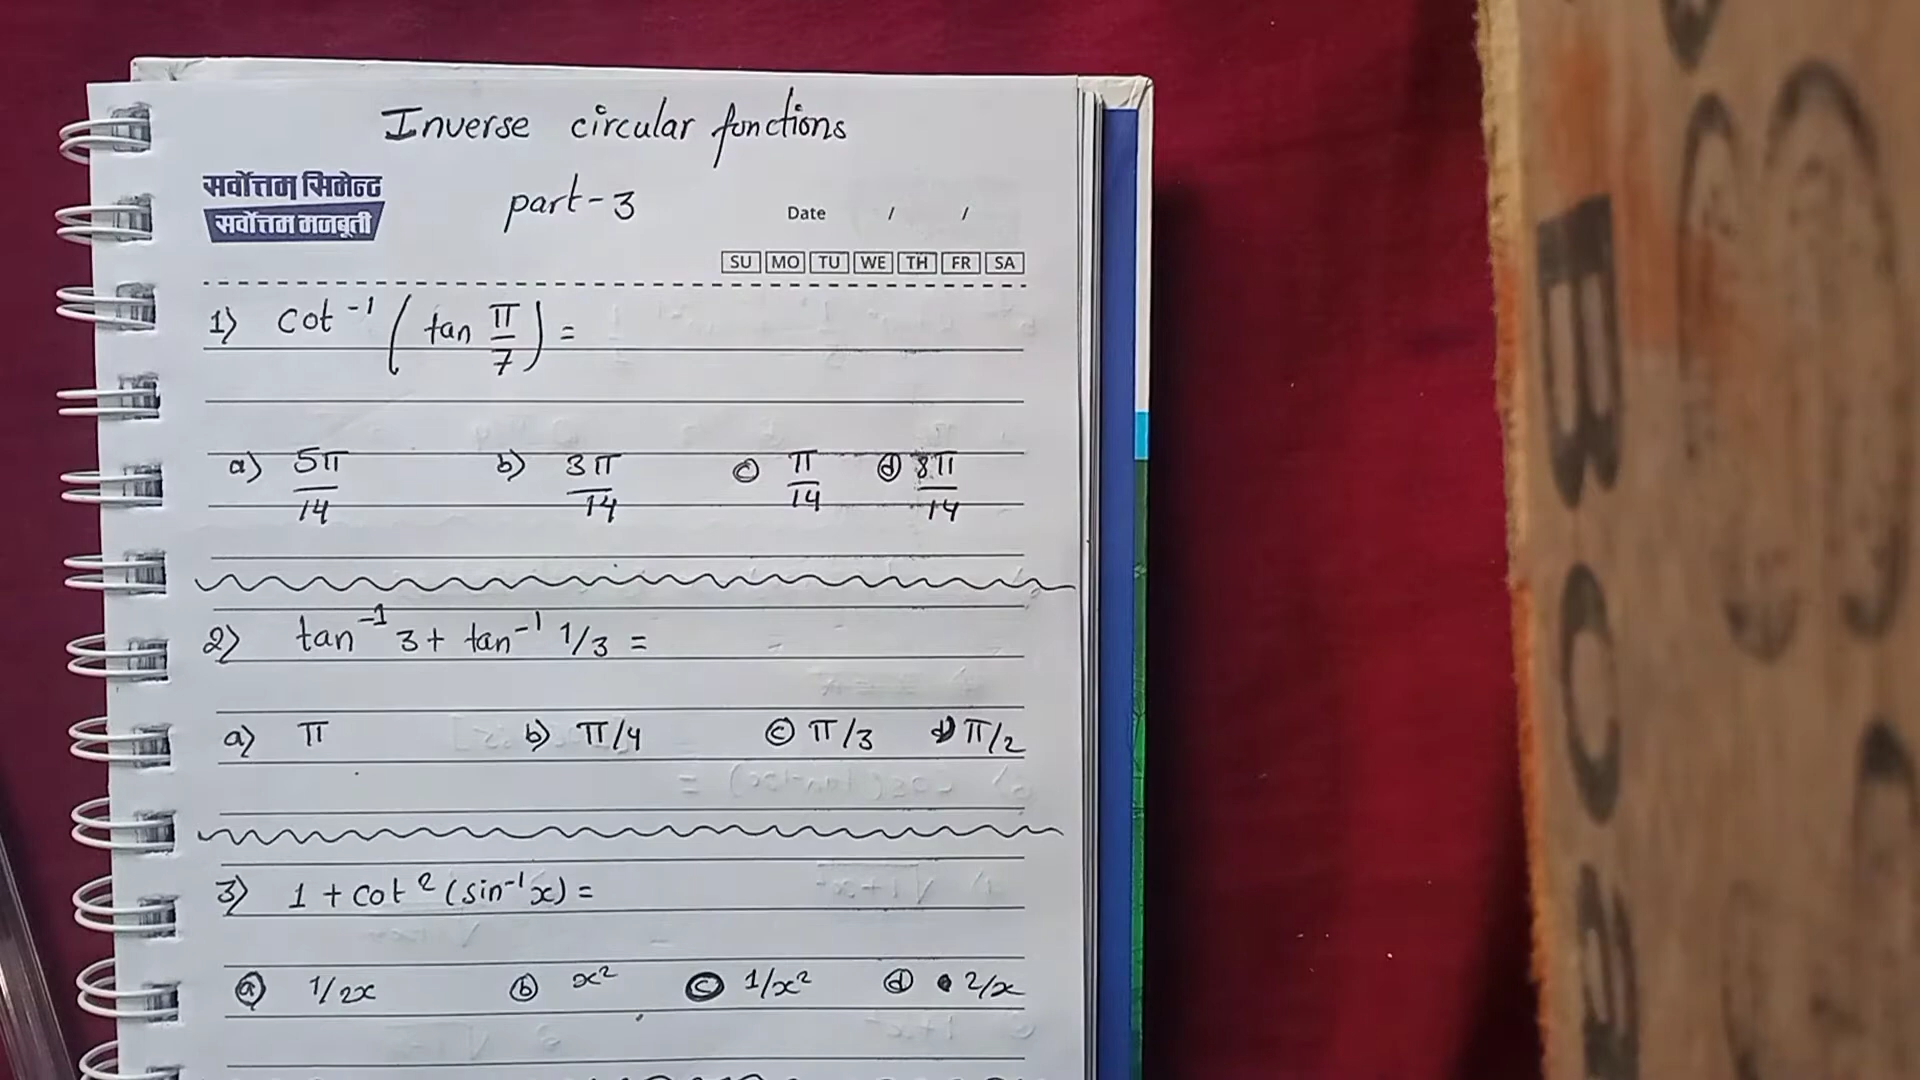 Inverse circular functions
सर्वोत्तम सिमेन्ट
सर्वोत्तम मजबूती
part-3
Date / /
SU MO TU WE TH FR SA
1) cot⁻¹ (tan π/7) =
a) 5π/14 b) 3π/14 c) π/14 d) 8π/14
2) tan⁻¹ 3 + tan⁻¹ 1/3 =
a) π b) π/4 c) π/3 d) π/2
3) 1 + cot² (sin⁻¹x) =
a) 1/2x b) x² c) 1/x² d) 2/x